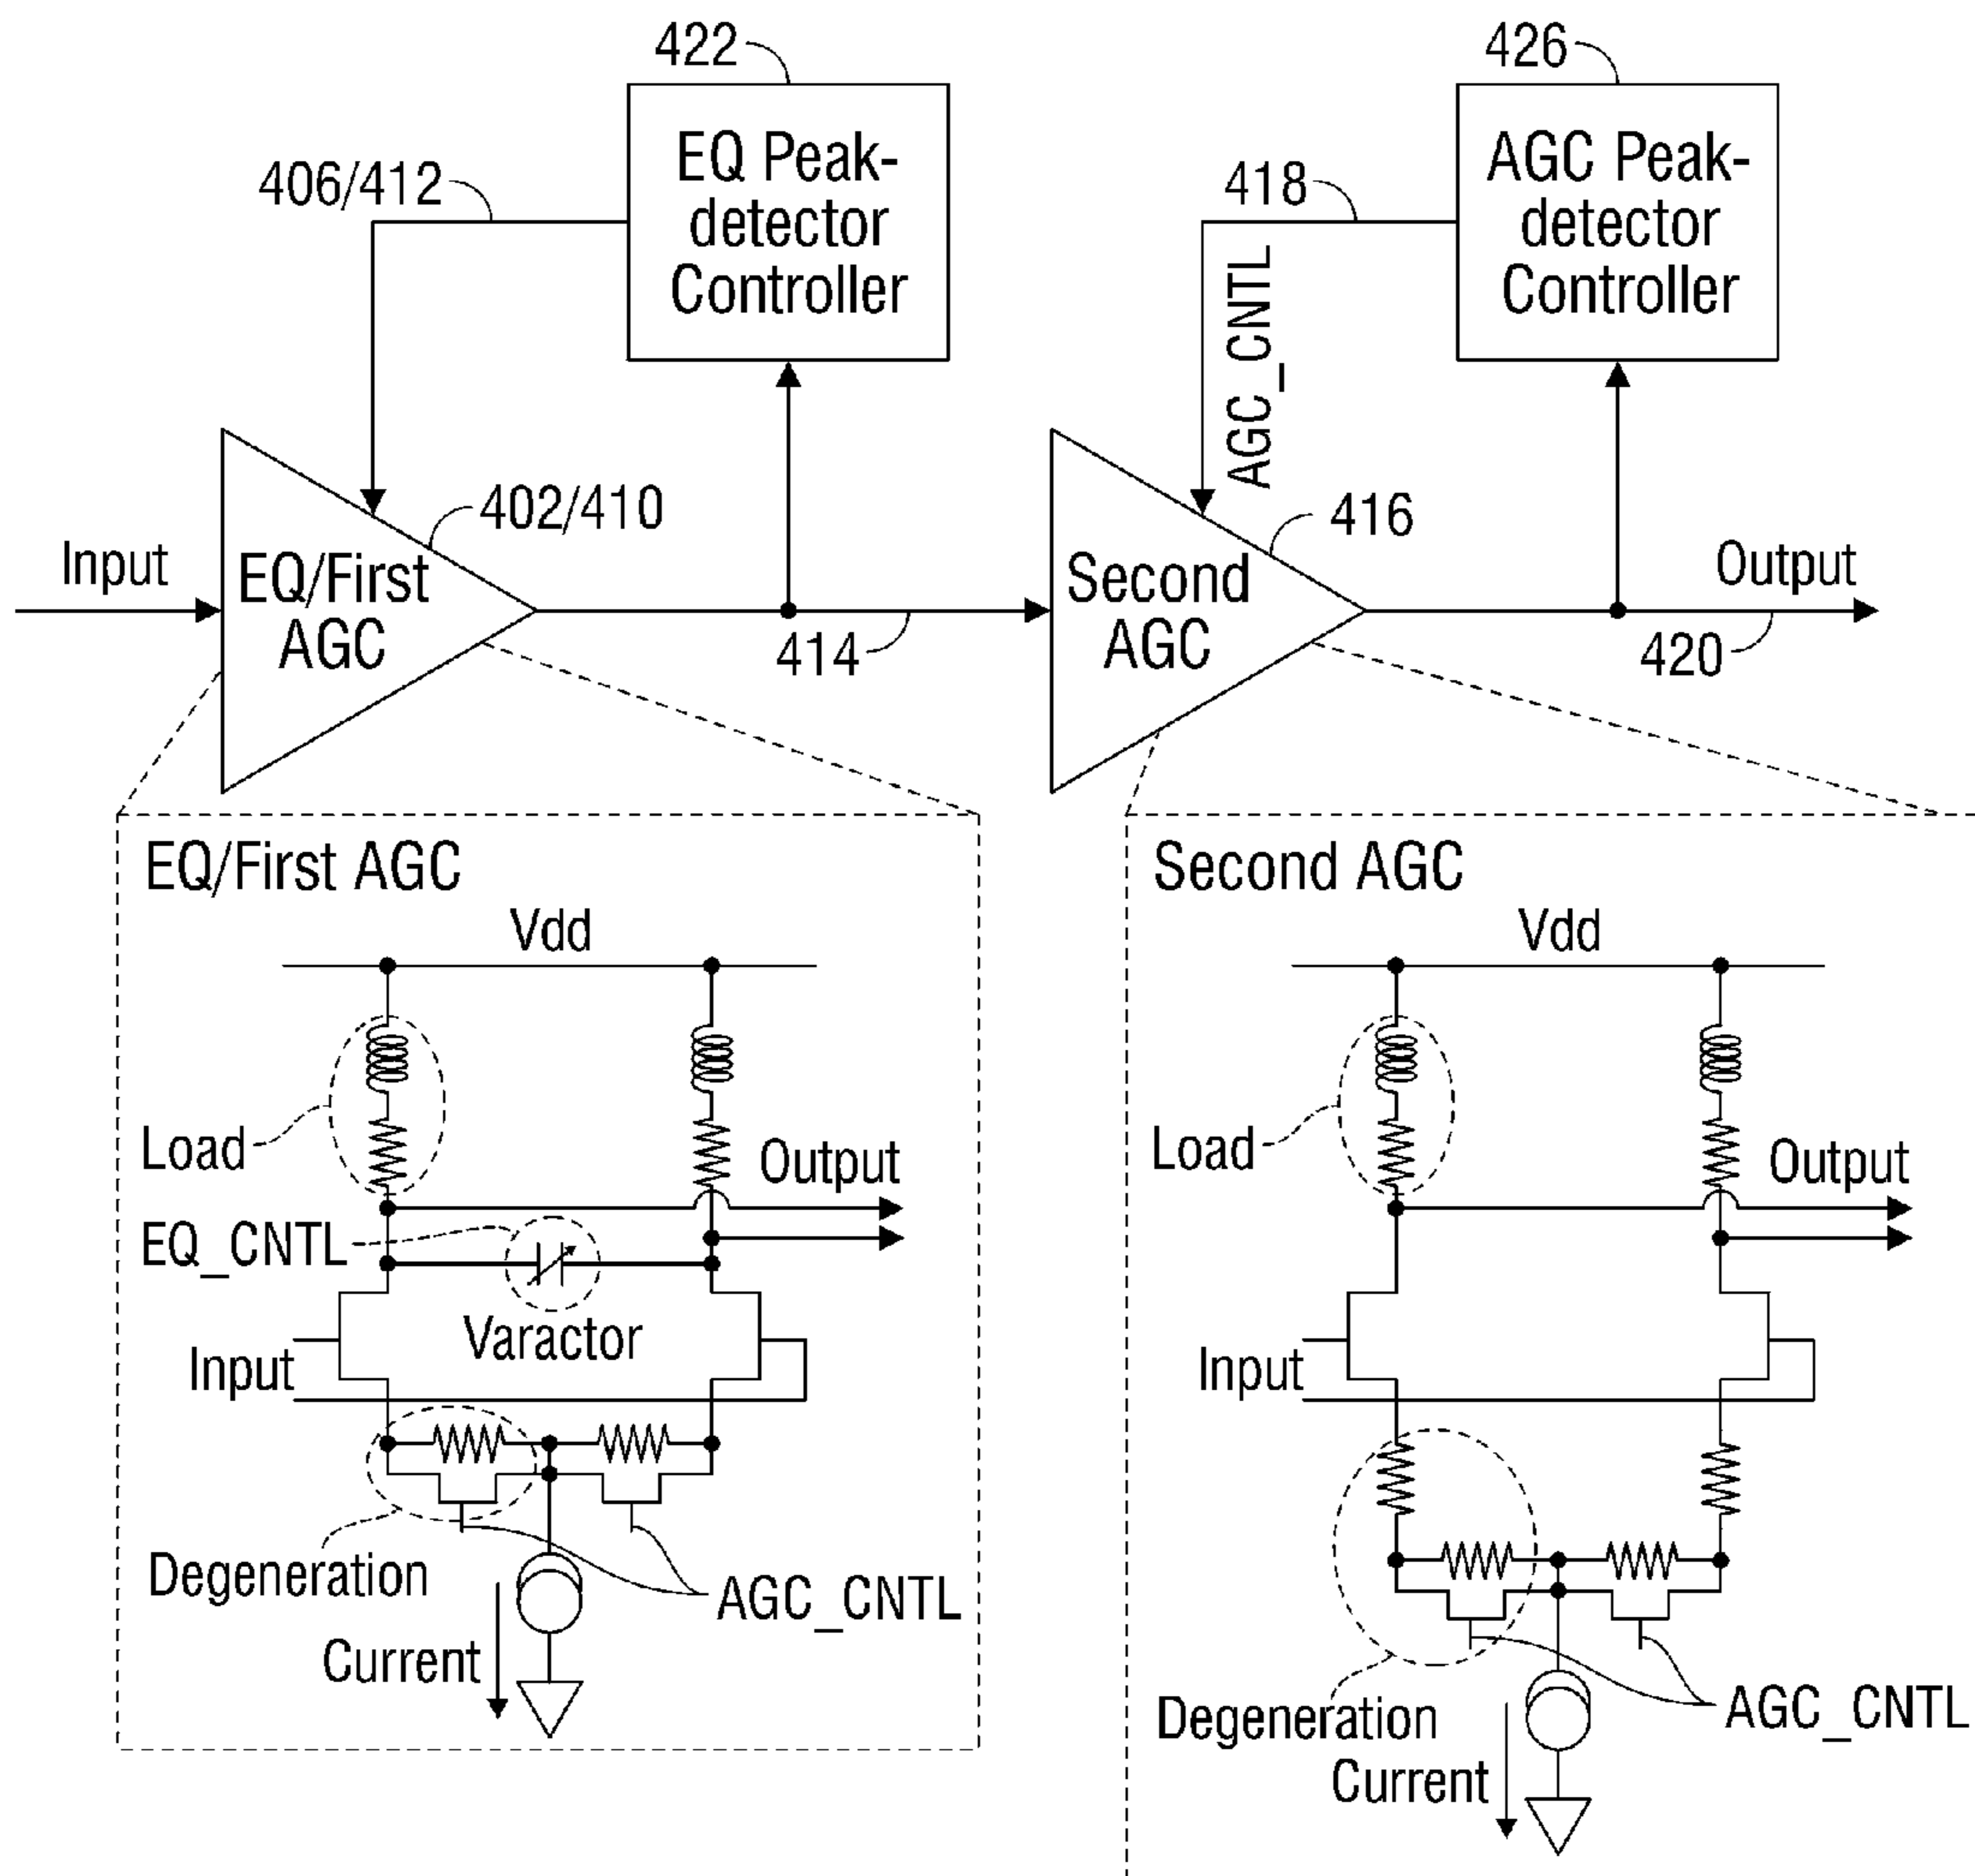 422
426
EQ Peak-
detector
Controller
AGC Peak-
detector
Controller
406/412
418
AGC_CNTL
402/410
416
Input
EQ/First
AGC
414
Second
AGC
Output
420
EQ/First AGC
Vdd
Load
Output
EQ_CNTL
Varactor
Input
Degeneration
AGC_CNTL
Current
Second AGC
Vdd
Load
Output
Input
Degeneration
AGC_CNTL
Current